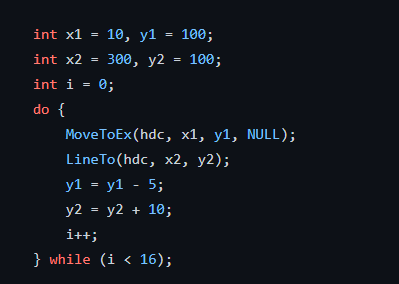 int x1 = 10, y1 = 100;
int x2 = 300, y2 = 100;
int i = 0;
do {
    MoveToEx(hdc, x1, y1, NULL);
    LineTo(hdc, x2, y2);
    y1 = y1 - 5;
    y2 = y2 + 10;
    i++;
} while (i < 16);